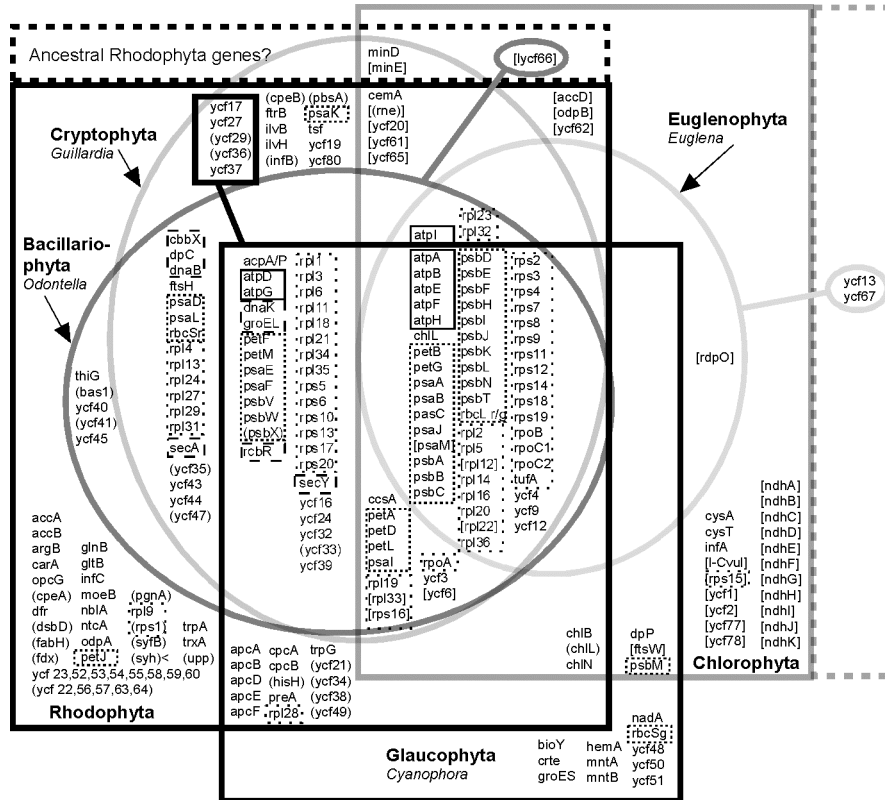 Ancestral Rhodophyta genes?
minD
[minE]
[lycf66]
ycf17
ycf27
(ycf29)
(ycf36)
ycf37
(cpeB)
ftrB
ilvB
ilvH
(infB)
(pbsA)
psaK
tsf
ycf19
ycf80
cemA
[(rne)]
[ycf20]
[ycf61]
[ycf65]
[accD]
[odpB]
[ycf62]
Cryptophyta
Guillardia
Euglenophyta
Euglena
Bacillario-
phyta
Odontella
ycf13
ycf67
[rdpO]
thiG
(bas1)
ycf40
(ycf41)
ycf45
cbbX
dpC
dnaB
ftsH
psaD
psaL
rbcSr
rpl4
rpl13
rpl24
rpl27
rpl29
rpl31
secA
(ycf35)
ycf43
ycf44
(ycf47)
acpA/P
atpD
atpG
dnaK
groEL
petF
petM
psaE
psaF
psbV
psbW
(psbX)
rcbR
rpl1
rpl3
rpl6
rpl11
rpl18
rpl21
rpl34
rpl35
rps5
rps6
rps10
rps13
rps17
rps20
secY
ycf16
ycf24
ycf32
(ycf33)
ycf39
atpI
atpA
atpB
atpE
atpF
atpH
chlL
petB
petG
psaA
psaB
pasC
psaJ
[psaM]
psbA
psbB
psbC
rpl23
rpl32
psbD
psbE
psbF
psbH
psbI
psbJ
psbK
psbL
psbN
psbT
rbcL r/g
rpl2
rpl5
[rpl12]
rpl14
rpl16
rpl20
[rpl22]
rpl36
rps2
rps3
rps4
rps7
rps8
rps9
rps11
rps12
rps14
rps18
rps19
rpoB
rpoC1
rpoC2
tufA
ycf4
ycf9
ycf12
ccsA
petA
petD
petL
psaI
rpl19
[rpl33]
[rps16]
rpoA
ycf3
[ycf6]
cysA
cysT
infA
[I-Cvul]
[rps15]
[ycf1]
[ycf2]
[ycf77]
[ycf78]
[ndhA]
[ndhB]
[ndhC]
[ndhD]
[ndhE]
[ndhF]
[ndhG]
[ndhH]
[ndhI]
[ndhJ]
[ndhK]
Chlorophyta
accA
accB
argB
carA
opcG
(cpeA)
dfr
(dsbD)
(fabH)
(fdx)
glnB
gltB
infC
moeB
nblA
ntcA
odpA
petJ
(pgnA)
rpl9
(rps1)
(syfB)
(syh)<
trpA
trxA
(upp)
ycf 23,52,53,54,55,58,59,60
(ycf 22,56,57,63,64)
Rhodophyta
apcA
apcB
apcD
apcE
apcF
cpcA
cpcB
(hisH)
preA
rpl28
trpG
(ycf21)
(ycf34)
(ycf38)
(ycf49)
chlB
(chlL)
chlN
dpP
[ftsW]
psbM
Glaucophyta
Cyanophora
bioY
crte
groES
hemA
mntA
mntB
nadA
rbcSg
ycf48
ycf50
ycf51